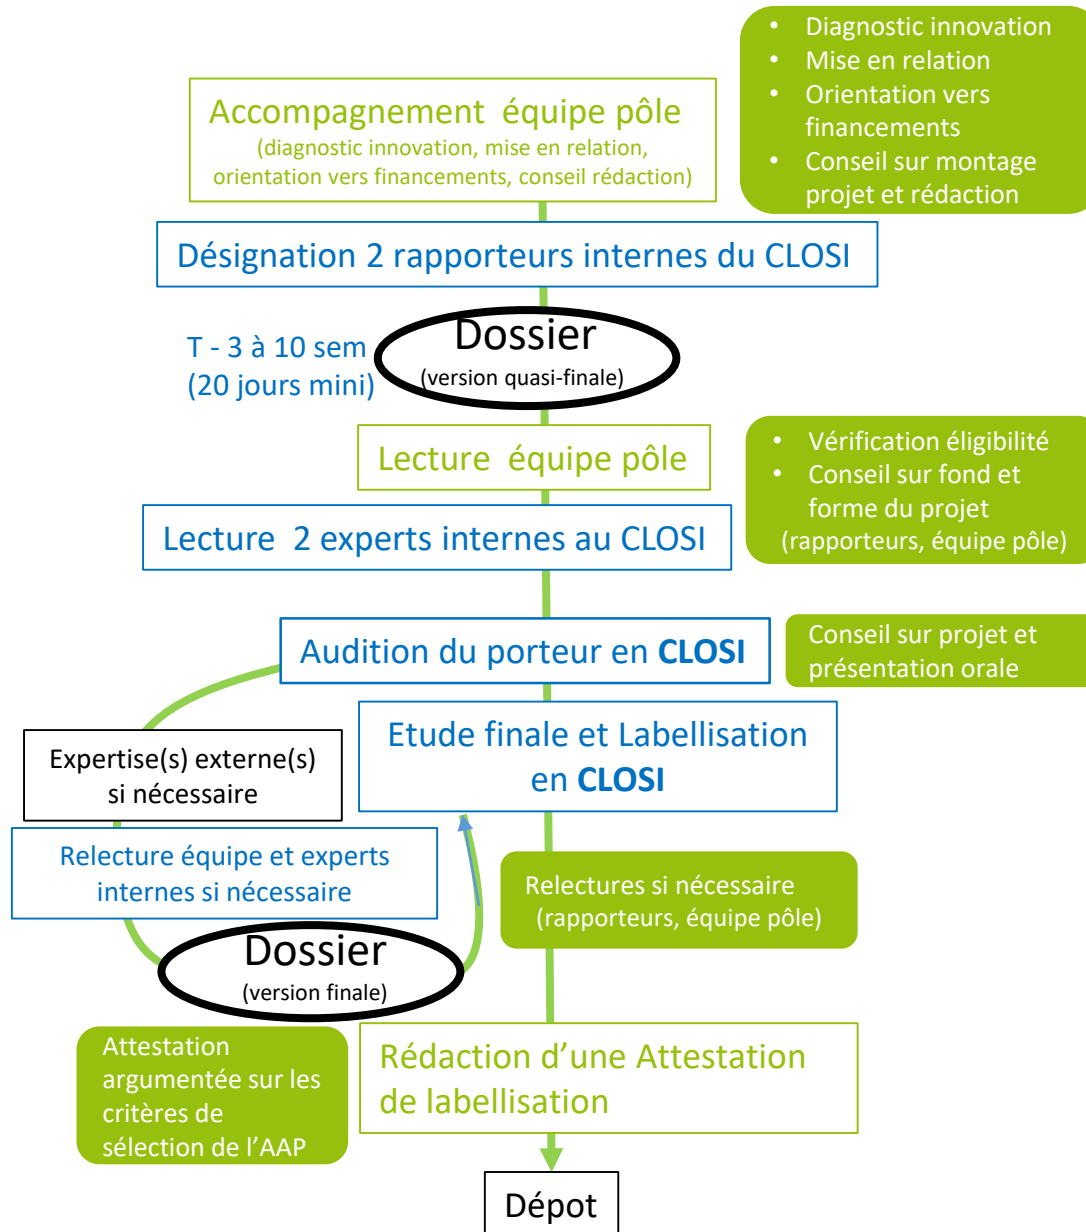 • Diagnostic innovation
• Mise en relation
• Orientation vers
financements
• Conseil sur montage
projet et rédaction
Accompagnement équipe pôle
(diagnostic innovation, mise en relation,
orientation vers financements, conseil rédaction)
Désignation 2 rapporteurs internes du CLOSI
T - 3 à 10 sem
(20 jours mini)
Dossier
(version quasi-finale)
Lecture équipe pôle
• Vérification éligibilité
• Conseil sur fond et
forme du projet
(rapporteurs, équipe pôle)
Lecture 2 experts internes au CLOSI
Audition du porteur en CLOSI
Conseil sur projet et
présentation orale
Etude finale et Labellisation
en CLOSI
Expertise(s) externe(s)
si nécessaire
Relecture équipe et experts
internes si nécessaire
Relectures si nécessaire
(rapporteurs, équipe pôle)
Dossier
(version finale)
Attestation
argumentée sur les
critères de
sélection de l’AAP
Rédaction d’une Attestation
de labellisation
Dépot